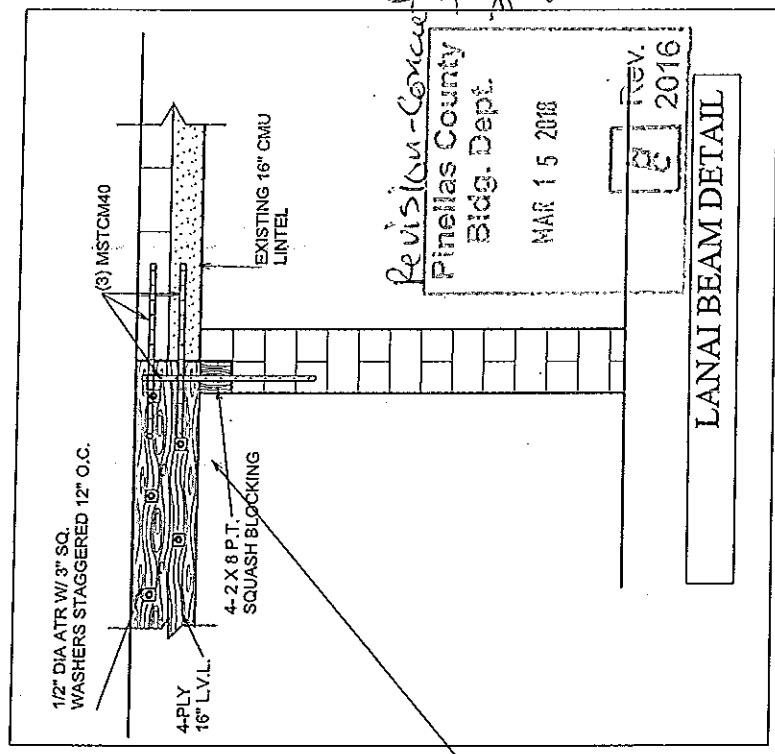 1/2" DIA ATR W/ 3" SQ.
WASHERS STAGGERED 12" O.C.
4-PLY
16" L.V.L.
4- 2 X 8 P.T.
SQUASH BLOCKING
(3) MSTCM40
EXISTING 16" CMU
LINTEL
Revision-
Pinellas County
Bldg. Dept.
MAR 15 2018
Rev.
2016
LANAI BEAM DETAIL